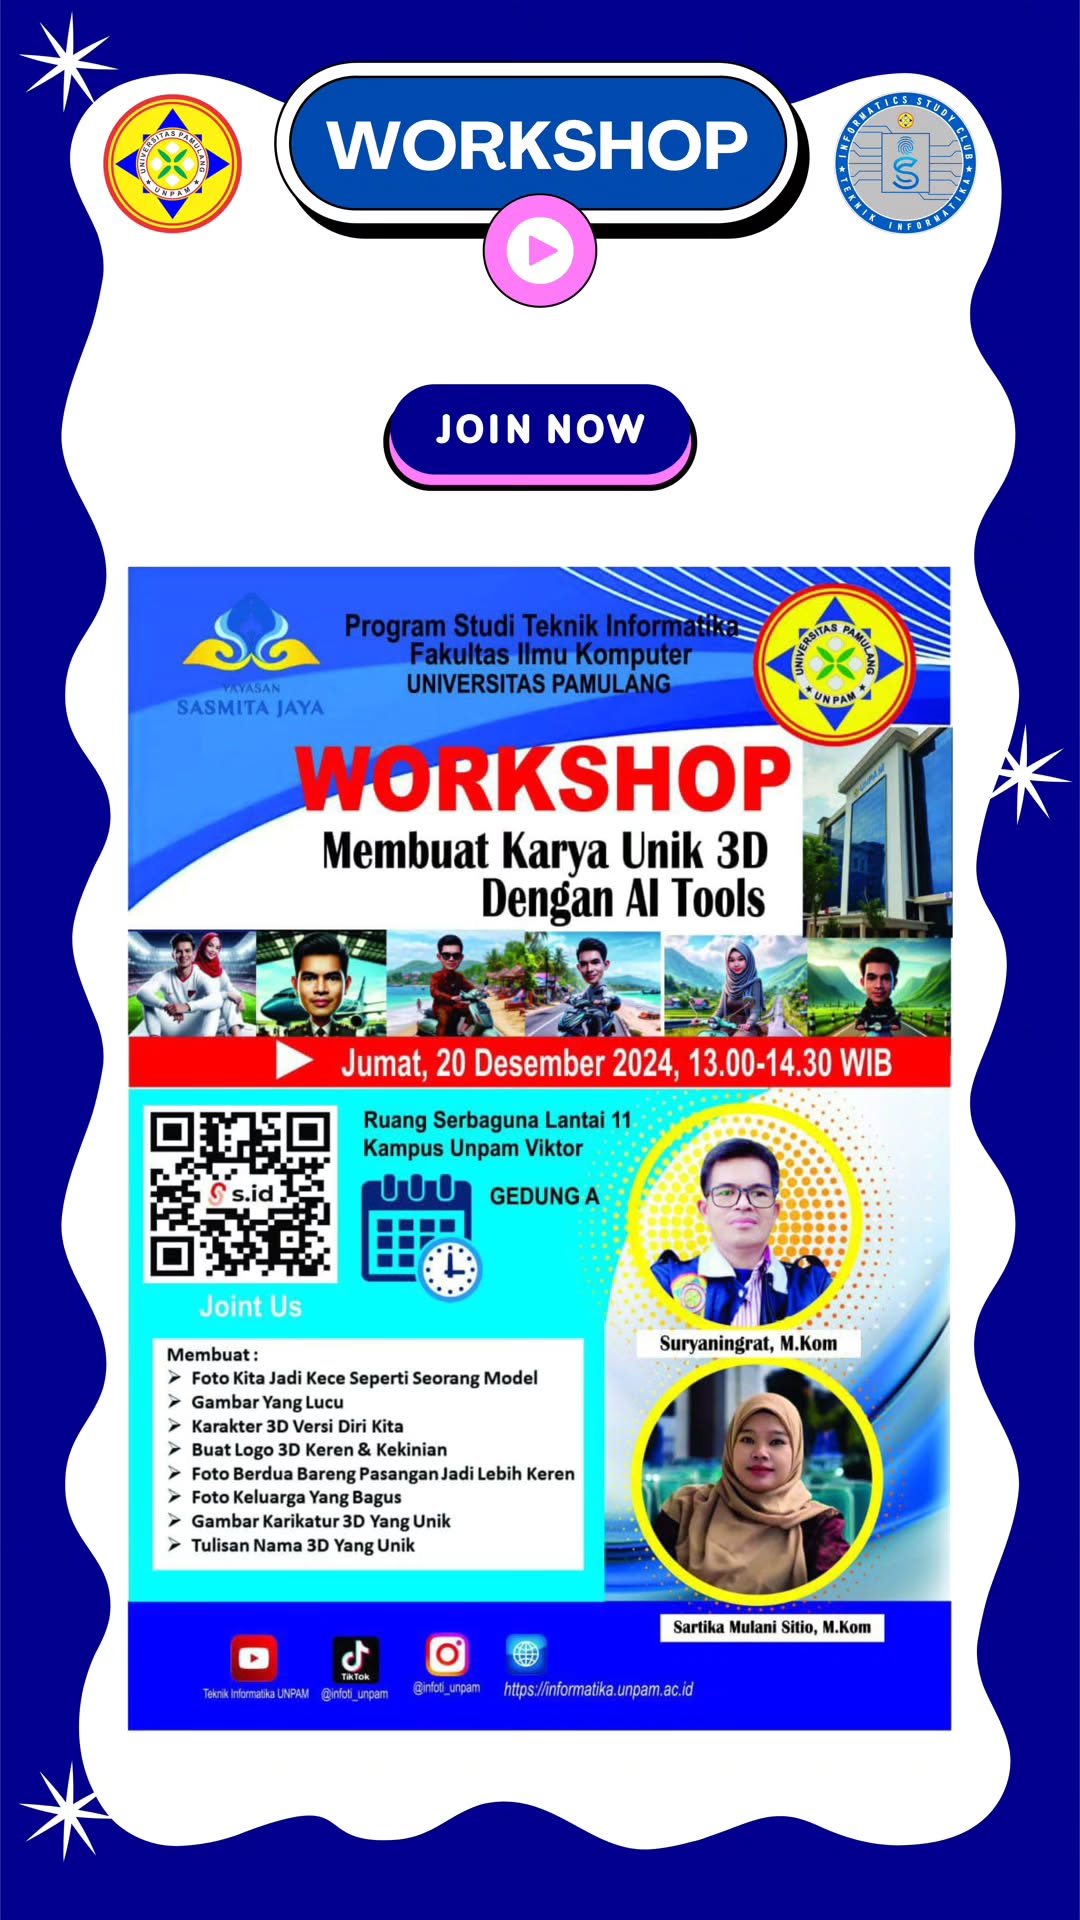 WORKSHOP
UNIVERSITAS PAMULANG
UNPAM
INFORMATICS STUDY CLUB
TEKNIK INFORMATIKA
JOIN NOW
YAYASAN
SASMITA JAYA
Program Studi Teknik Informatika
Fakultas Ilmu Komputer
UNIVERSITAS PAMULANG
UNIVERSITAS PAMULANG
UNPAM
WORKSHOP
Membuat Karya Unik 3D
Dengan AI Tools
UNPAM
Jumat, 20 Desember 2024, 13.00-14.30 WIB
s.id
Joint Us
Ruang Serbaguna Lantai 11
Kampus Unpam Viktor
GEDUNG A
Suryaningrat, M.Kom
Membuat :
Foto Kita Jadi Kece Seperti Seorang Model
Gambar Yang Lucu
Karakter 3D Versi Diri Kita
Buat Logo 3D Keren & Kekinian
Foto Berdua Bareng Pasangan Jadi Lebih Keren
Foto Keluarga Yang Bagus
Gambar Karikatur 3D Yang Unik
Tulisan Nama 3D Yang Unik
Sartika Mulani Sitio, M.Kom
TikTok
Teknik Informatika UNPAM
@infoti_unpam
@infoti_unpam
https://informatika.unpam.ac.id